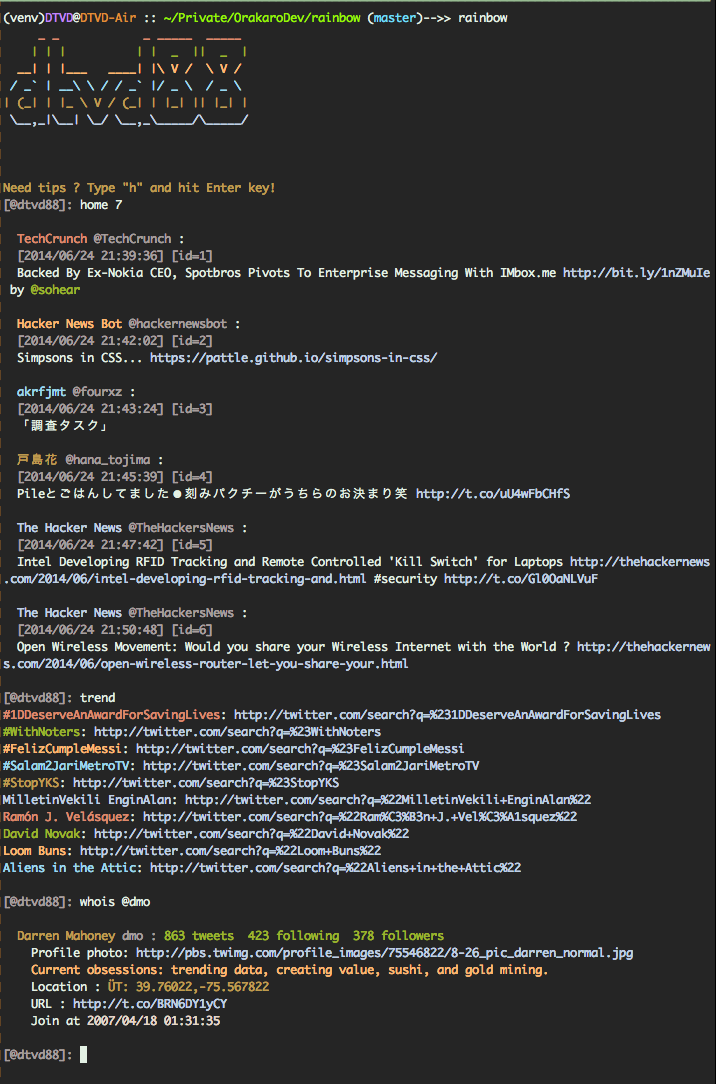 (venv)DTVD@DTVD-Air :: ~/Private/OrakaroDev/rainbow (master)-->> rainbow
     _ _            _ _____  _____
    | | |          | |  _  ||  _  |
  __| | |___   ____| |\ V /  \ V /
 / _` | __\ \ / / _` |/ _ \  / _ \
| (_| | |_ \ V / (_| | |_| || |_| |
 \__,_|\__| \_/ \__,_\_____/\_____/
Need tips ? Type "h" and hit Enter key!
[@dtvd88]: home 7
TechCrunch @TechCrunch :
[2014/06/24 21:39:36] [id=1]
Backed By Ex-Nokia CEO, Spotbros Pivots To Enterprise Messaging With IMbox.me http://bit.ly/1nZMuIe
by @sohear
Hacker News Bot @hackernewsbot :
[2014/06/24 21:42:02] [id=2]
Simpsons in CSS... https://pattle.github.io/simpsons-in-css/
akrfjmt @fourxz :
[2014/06/24 21:43:24] [id=3]
「調査タスク」
戸島花 @hana_tojima :
[2014/06/24 21:45:39] [id=4]
Pileとごはんしてました●刻みパクチーがうちらのお決まり笑 http://t.co/uU4wFbCHfS
The Hacker News @TheHackersNews :
[2014/06/24 21:47:42] [id=5]
Intel Developing RFID Tracking and Remote Controlled 'Kill Switch' for Laptops http://thehackernews
.com/2014/06/intel-developing-rfid-tracking-and.html #security http://t.co/Gl0OaNLVuF
The Hacker News @TheHackersNews :
[2014/06/24 21:50:48] [id=6]
Open Wireless Movement: Would you share your Wireless Internet with the World ? http://thehackernew
s.com/2014/06/open-wireless-router-let-you-share-your.html
[@dtvd88]: trend
#1DDeserveAnAwardForSavingLives: http://twitter.com/search?q=%231DDeserveAnAwardForSavingLives
#WithNoters: http://twitter.com/search?q=%23WithNoters
#FelizCumpleMessi: http://twitter.com/search?q=%23FelizCumpleMessi
#Salam2JariMetroTV: http://twitter.com/search?q=%23Salam2JariMetroTV
#StopYKS: http://twitter.com/search?q=%23StopYKS
MilletinVekili EnginAlan: http://twitter.com/search?q=%22MilletinVekili+EnginAlan%22
Ramón J. Velásquez: http://twitter.com/search?q=%22Ram%C3%B3n+J.+Vel%C3%A1squez%22
David Novak: http://twitter.com/search?q=%22David+Novak%22
Loom Buns: http://twitter.com/search?q=%22Loom+Buns%22
Aliens in the Attic: http://twitter.com/search?q=%22Aliens+in+the+Attic%22
[@dtvd88]: whois @dmo
Darren Mahoney dmo : 863 tweets  423 following  378 followers
Profile photo: http://pbs.twimg.com/profile_images/75546822/8-26_pic_darren_normal.jpg
Current obsessions: trending data, creating value, sushi, and gold mining.
Location : ÜT: 39.76022,-75.567822
URL : http://t.co/BRN6DY1yCY
Join at 2007/04/18 01:31:35
[@dtvd88]: